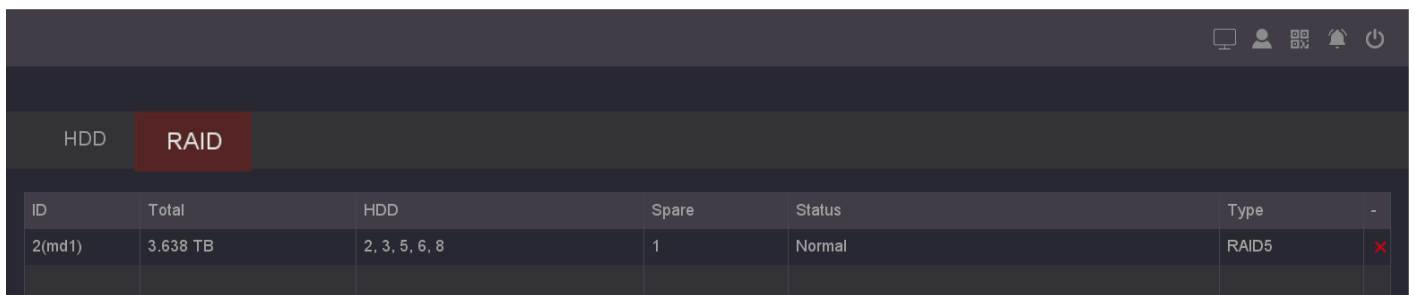 HDD RAID
ID Total HDD Spare Status Type -
2(md1) 3.638 TB 2, 3, 5, 6, 8 1 Normal RAID5